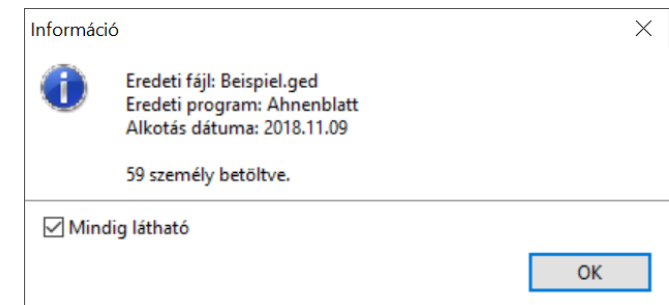 Információ
Eredeti fájl: Beispiel.ged
Eredeti program: Ahnenblatt
Alkotás dátuma: 2018.11.09
59 személy betöltve.
Mindig látható
OK